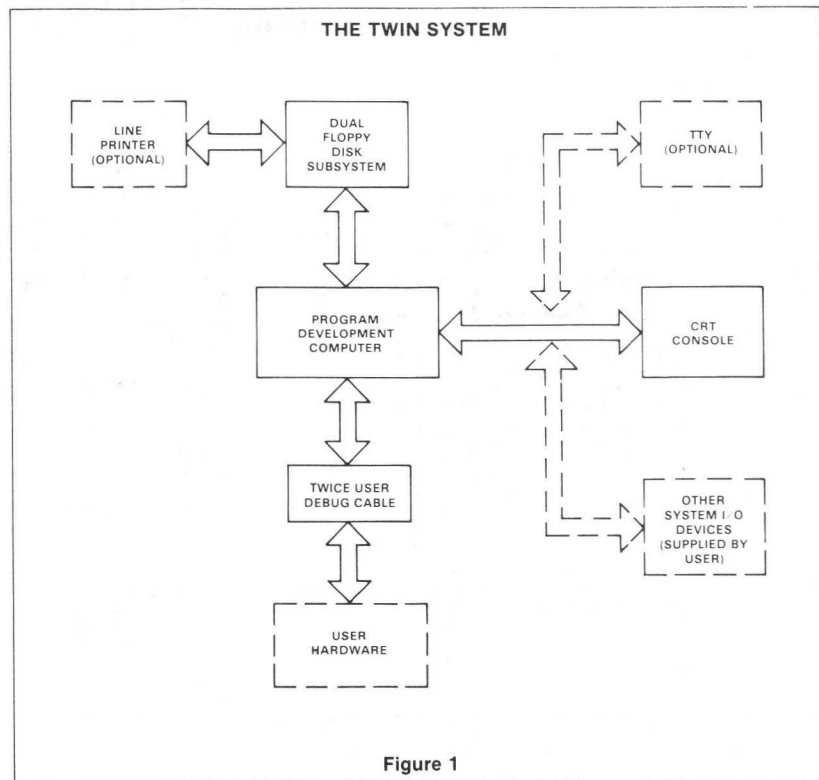 THE TWIN SYSTEM
LINE
PRINTER
(OPTIONAL)
DUAL
FLOPPY
DISK
SUBSYSTEM
TTY
(OPTIONAL)
PROGRAM
DEVELOPMENT
COMPUTER
CRT
CONSOLE
TWICE USER
DEBUG CABLE
OTHER
SYSTEM I/O
DEVICES
(SUPPLIED BY
USER)
USER
HARDWARE
Figure 1